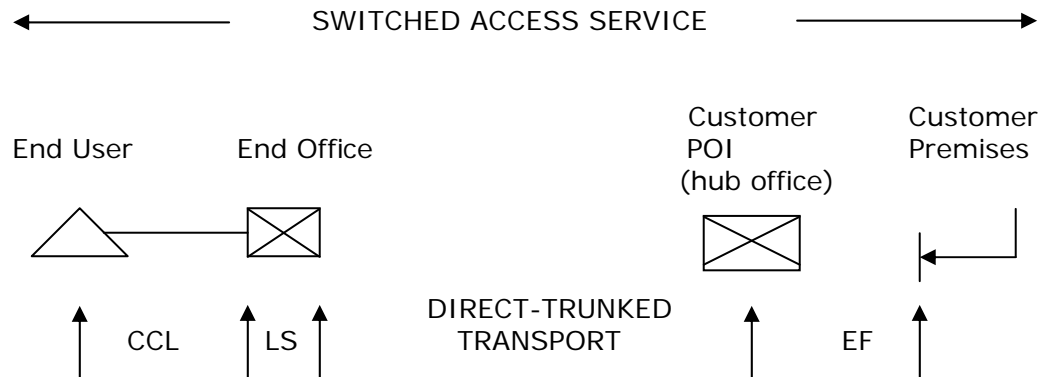 SWITCHED ACCESS SERVICE
End User
End Office
Customer
POI
(hub office)
Customer
Premises
CCL
LS
DIRECT-TRUNKED
TRANSPORT
EF